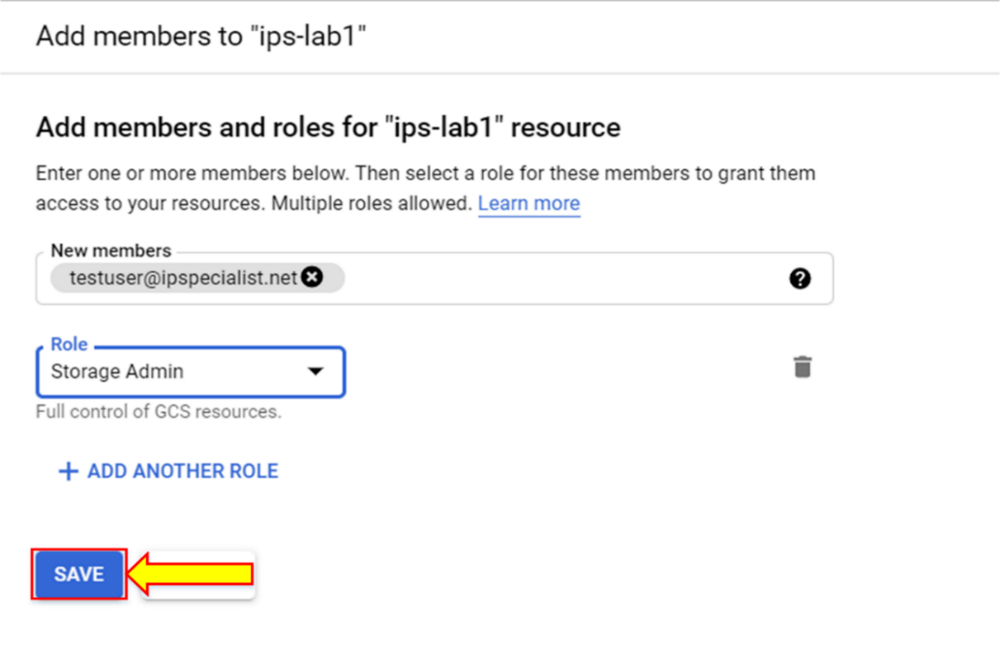 Add members to "ips-lab1"
Add members and roles for "ips-lab1" resource
Enter one or more members below. Then select a role for these members to grant them
access to your resources. Multiple roles allowed. Learn more
New members
testuser@ipspecialist.net
Role
Storage Admin
Full control of GCS resources.
+ ADD ANOTHER ROLE
SAVE